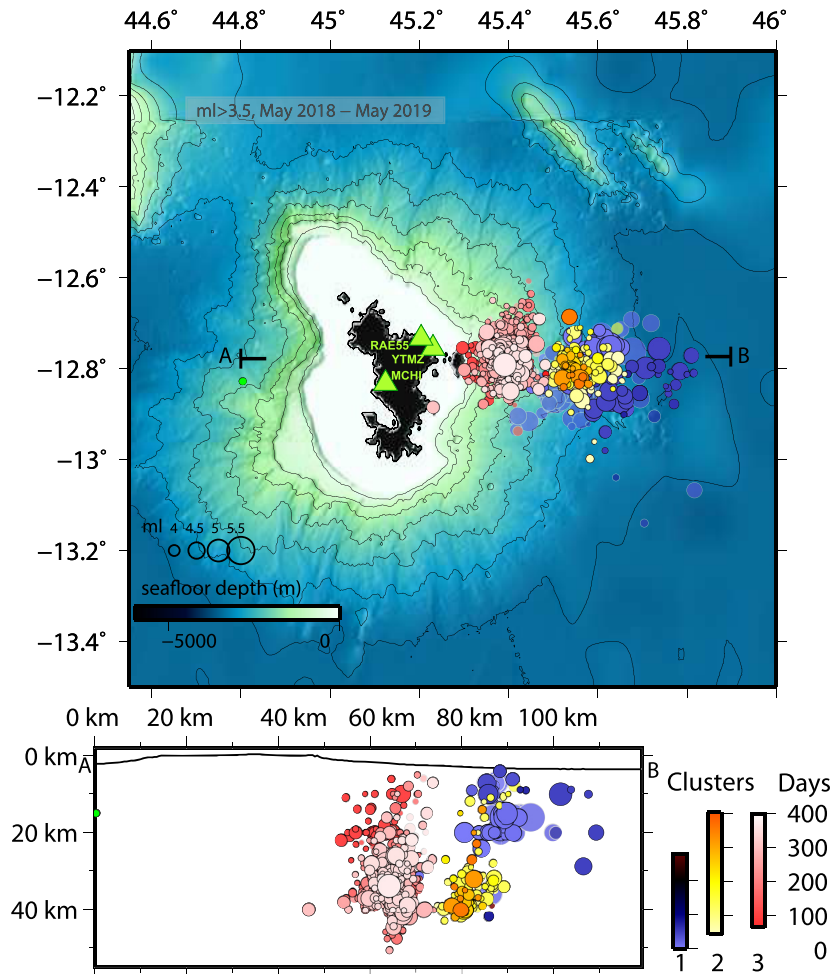 44.6˚ 44.8˚ 45˚ 45.2˚ 45.4˚ 45.6˚ 45.8˚ 46˚
−12.2˚
ml>3.5, May 2018 − May 2019
−12.4˚
−12.6˚
RAE55
A YTMZ B
MCHI
−12.8˚
−13˚
ml 4 4.5 5 5.5
−13.2˚
seafloor depth (m)
−5000 0
−13.4˚
0 km 20 km 40 km 60 km 80 km 100 km
0 km A B
20 km
40 km
Clusters Days
400
300
200
100
0
1 2 3